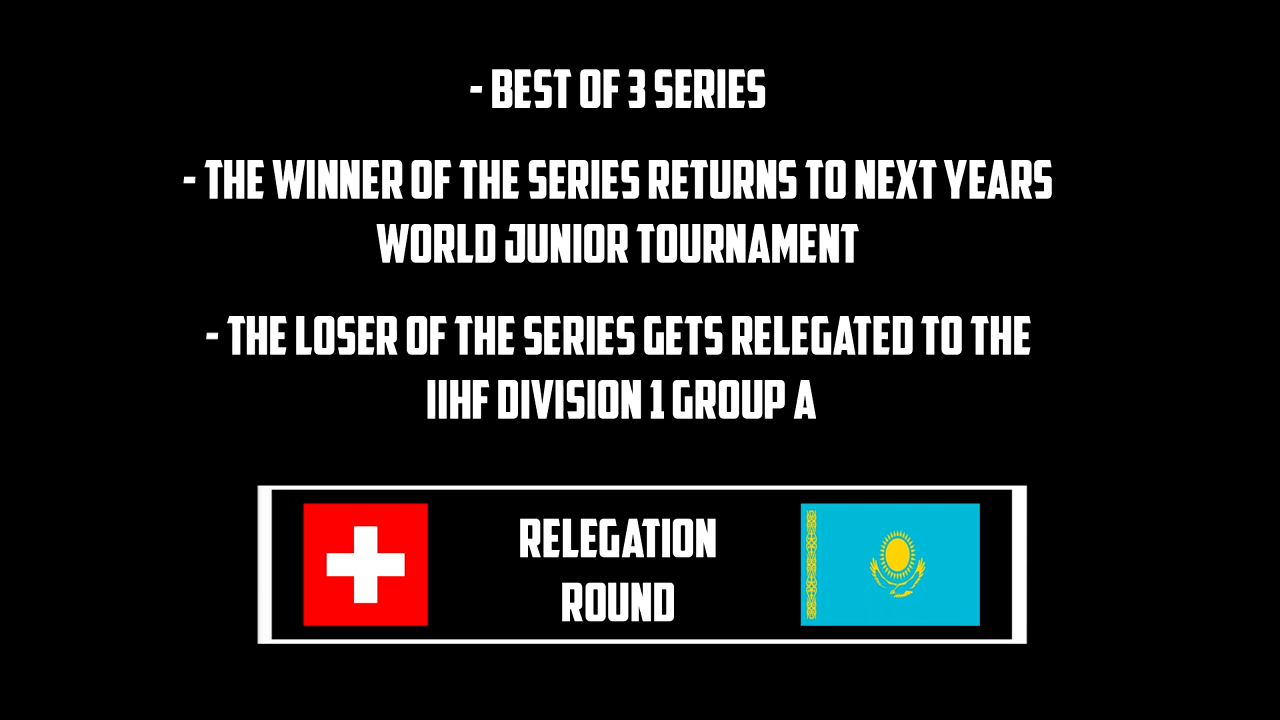 - BEST OF 3 SERIES
- THE WINNER OF THE SERIES RETURNS TO NEXT YEARS
WORLD JUNIOR TOURNAMENT
- THE LOSER OF THE SERIES GETS RELEGATED TO THE
IIHF DIVISION 1 GROUP A
RELEGATION
ROUND